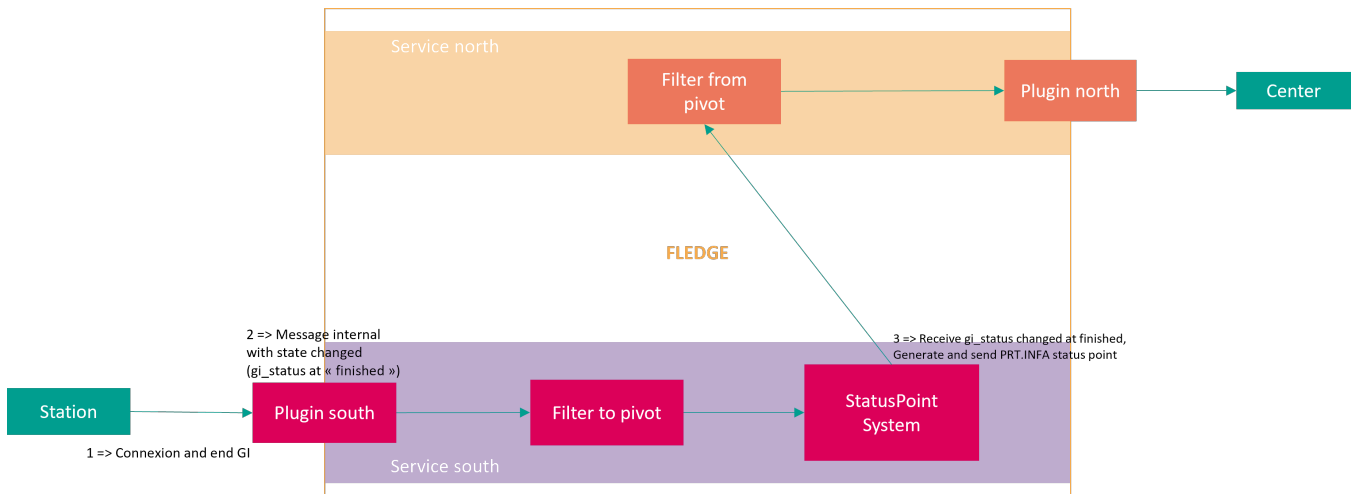 Service north
Filter from
pivot
Plugin north
Center
FLEDGE
2 => Message internal
with state changed
(gi_status at « finished »)
3 => Receive gi_status changed at finished,
Generate and send PRT.INFA status point
Station
Plugin south
Filter to pivot
StatusPoint
System
1 => Connexion and end GI
Service south